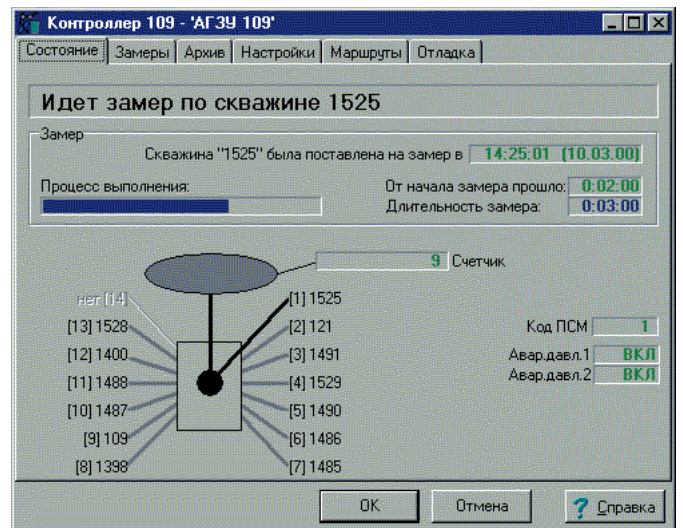 Контроллер 109 - 'АГЗУ 109'
Состояние Замеры Архив Настройки Маршруты Отладка
Идет замер по скважине 1525
Замер
Скважина "1525" была поставлена на замер в 14:25:01 (10.03.00)
Процесс выполнения: От начала замера прошло: 0:02:00
Длительность замера: 0:03:00
9 Счетчик
нет [14] [1] 1525
[13] 1528 [2] 121 Код ПСМ 1
[12] 1400 [3] 1491 Авар.давл.1 ВКЛ
[11] 1488 [4] 1529 Авар.давл.2 ВКЛ
[10] 1487 [5] 1490
[9] 109 [6] 1486
[8] 1398 [7] 1485
OK Отмена ? Справка